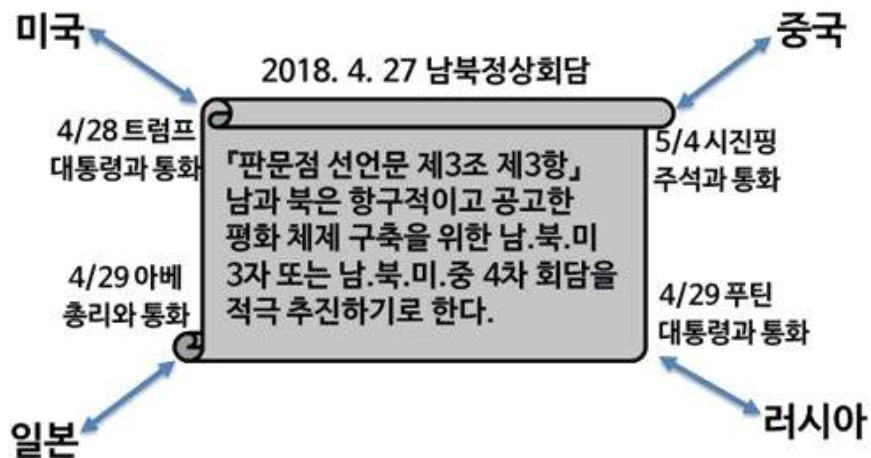 미국
중국
2018. 4. 27 남북정상회담
4/28 트럼프
대통령과 통화
5/4 시진핑
주석과 통화
『판문점 선언문 제3조 제3항』
남과 북은 항구적이고 공고한
평화 체제 구축을 위한 남.북.미
3자 또는 남.북.미.중 4차 회담을
적극 추진하기로 한다.
4/29 아베
총리와 통화
4/29 푸틴
대통령과 통화
일본
러시아